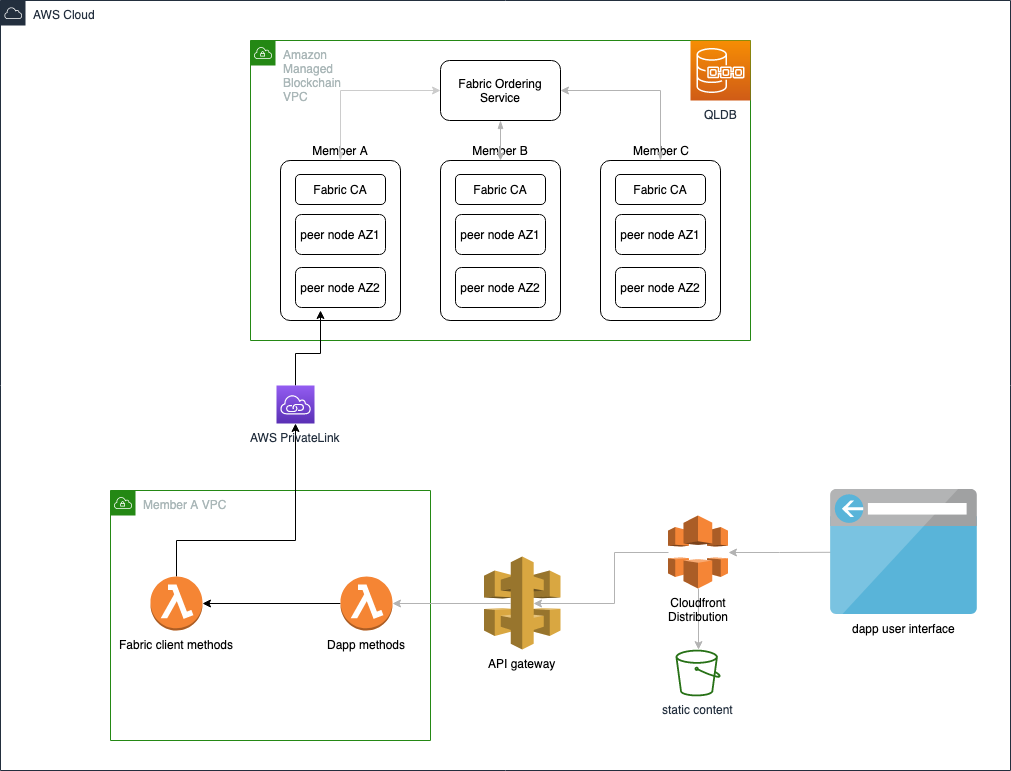 AWS Cloud
Amazon
Managed
Blockchain
VPC
Fabric Ordering
Service
QLDB
Member A
Member B
Member C
Fabric CA
Fabric CA
Fabric CA
peer node AZ1
peer node AZ1
peer node AZ1
peer node AZ2
peer node AZ2
peer node AZ2
AWS PrivateLink
Member A VPC
Fabric client methods
Dapp methods
API gateway
Cloudfront
Distribution
dapp user interface
static content